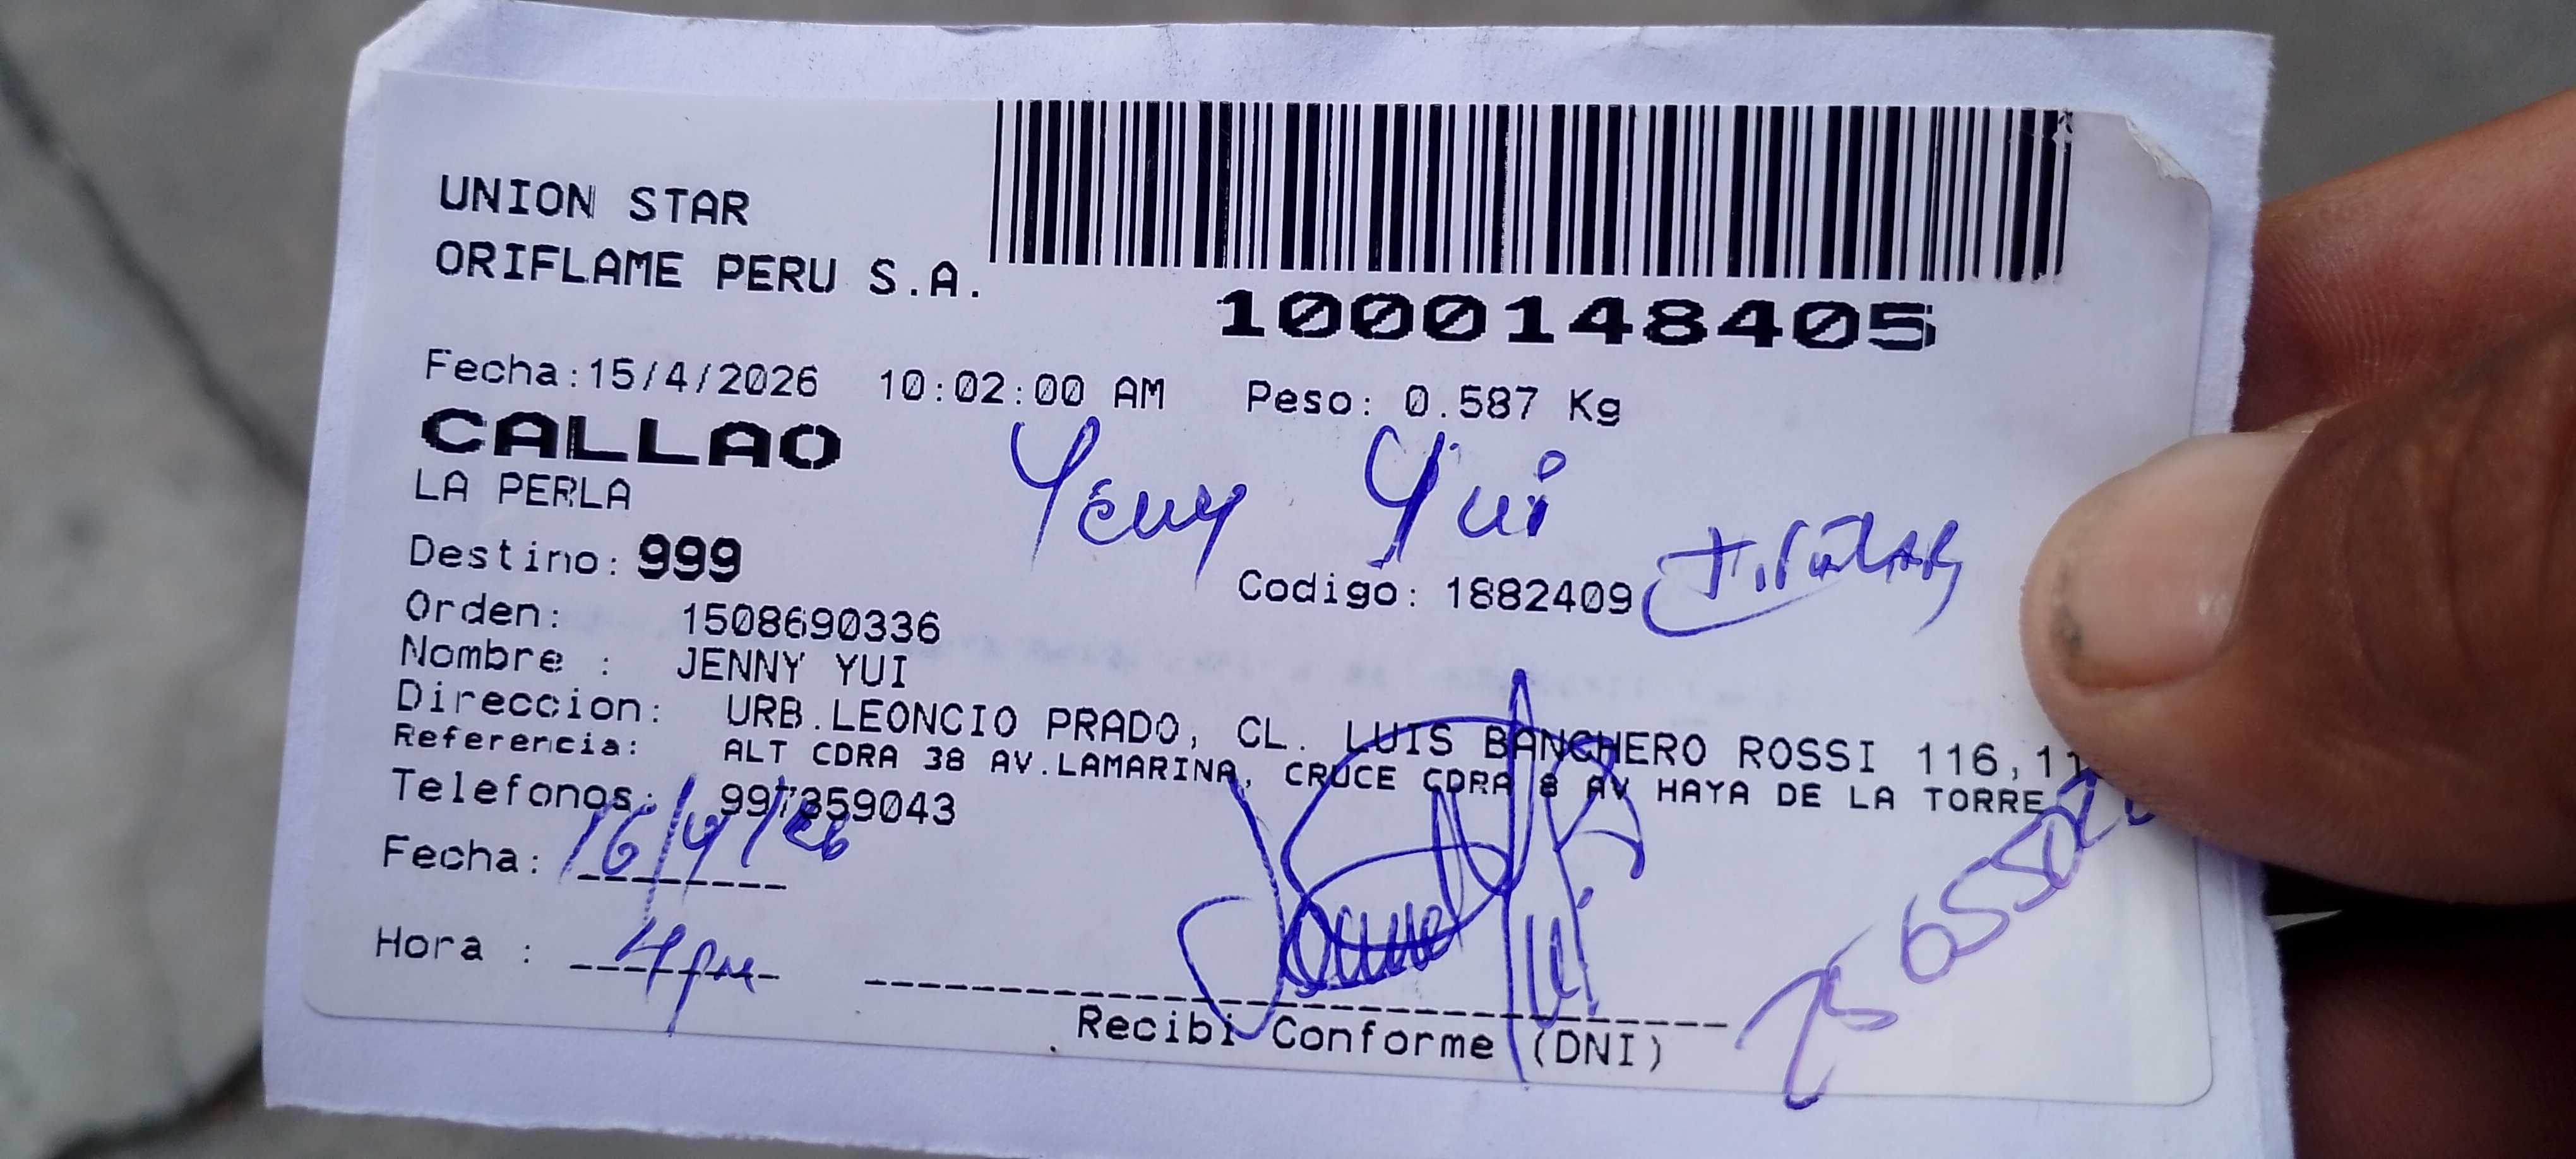 UNION STAR
ORIFLAME PERU S.A.
1000148405
Fecha:15/4/2026 10:02:00 AM Peso: 0.587 Kg
CALLAO
LA PERLA
Yeny Yui
Destino: 999
Codigo: 1882409
Orden: 1508690336
Nombre : JENNY YUI
Direccion: URB.LEONCIO PRADO, CL. LUIS BANCHERO ROSSI 116,11
Referencia: ALT CDRA 38 AV.LAMARINA, CRUCE CDRA 8 AV HAYA DE LA TORRE
Telefonos: 997359043
Fecha: 16/4/26
Hora : 4pm
Recibi Conforme (DNI)